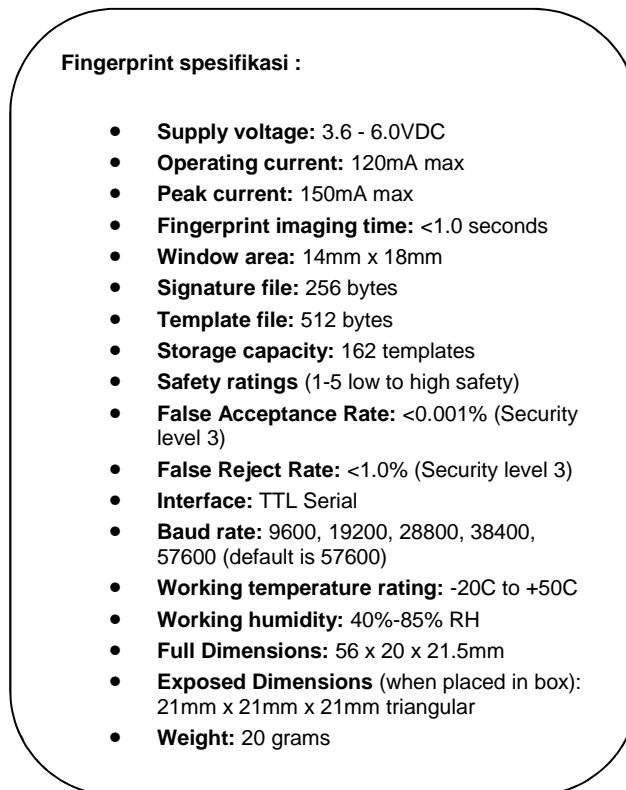 Fingerprint spesifikasi :
● Supply voltage: 3.6 - 6.0VDC
● Operating current: 120mA max
● Peak current: 150mA max
● Fingerprint imaging time: <1.0 seconds
● Window area: 14mm x 18mm
● Signature file: 256 bytes
● Template file: 512 bytes
● Storage capacity: 162 templates
● Safety ratings (1-5 low to high safety)
● False Acceptance Rate: <0.001% (Security
level 3)
● False Reject Rate: <1.0% (Security level 3)
● Interface: TTL Serial
● Baud rate: 9600, 19200, 28800, 38400,
57600 (default is 57600)
● Working temperature rating: -20C to +50C
● Working humidity: 40%-85% RH
● Full Dimensions: 56 x 20 x 21.5mm
● Exposed Dimensions (when placed in box):
21mm x 21mm x 21mm triangular
● Weight: 20 grams